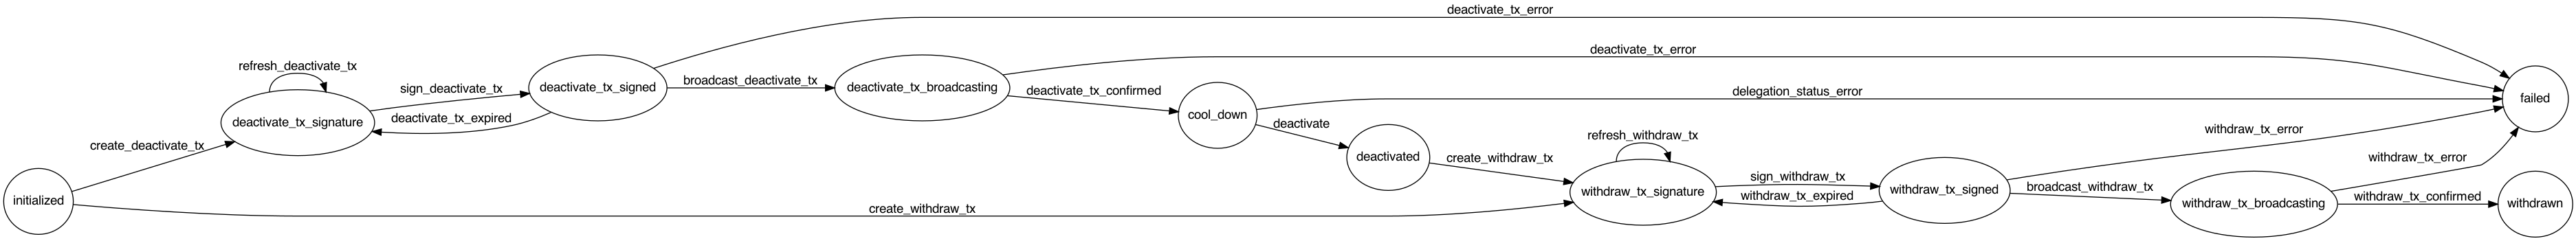 deactivate_tx_error
deactivate_tx_error
refresh_deactivate_tx
sign_deactivate_tx
deactivate_tx_signed
broadcast_deactivate_tx
deactivate_tx_broadcasting
deactivate_tx_confirmed
delegation_status_error
failed
deactivate_tx_signature
deactivate_tx_expired
cool_down
deactivate
create_deactivate_tx
deactivated
create_withdraw_tx
refresh_withdraw_tx
withdraw_tx_error
withdraw_tx_error
initialized
create_withdraw_tx
withdraw_tx_signature
sign_withdraw_tx
withdraw_tx_expired
withdraw_tx_signed
broadcast_withdraw_tx
withdraw_tx_broadcasting
withdraw_tx_confirmed
withdrawn